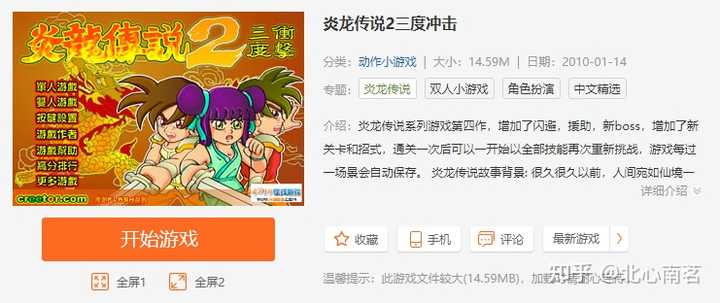 炎龍傳說2三度衝擊
單人游戲
雙人游戲
按鍵設置
游戲作者
游戲幫助
高分排行
更多游戲
creetor.com
开始游戏
全屏1
全屏2
炎龙传说2三度冲击
分类: 动作小游戏 | 大小: 14.59M | 日期: 2010-01-14
专题: 炎龙传说 双人小游戏 角色扮演 中文精选
介绍: 炎龙传说系列游戏第四作，增加了闪避，援助，新boss，增加了新
关卡和招式，通关一次后可以一开始以全部技能再次重新挑战，游戏每过
一场景会自动保存。 炎龙传说故事背景: 很久很久以前，人间宛如仙境一
详细介绍
收藏
手机
评论
最新游戏
温馨提示: 此游戏文件较大(14.59MB)，加载
知乎 @北心南茗